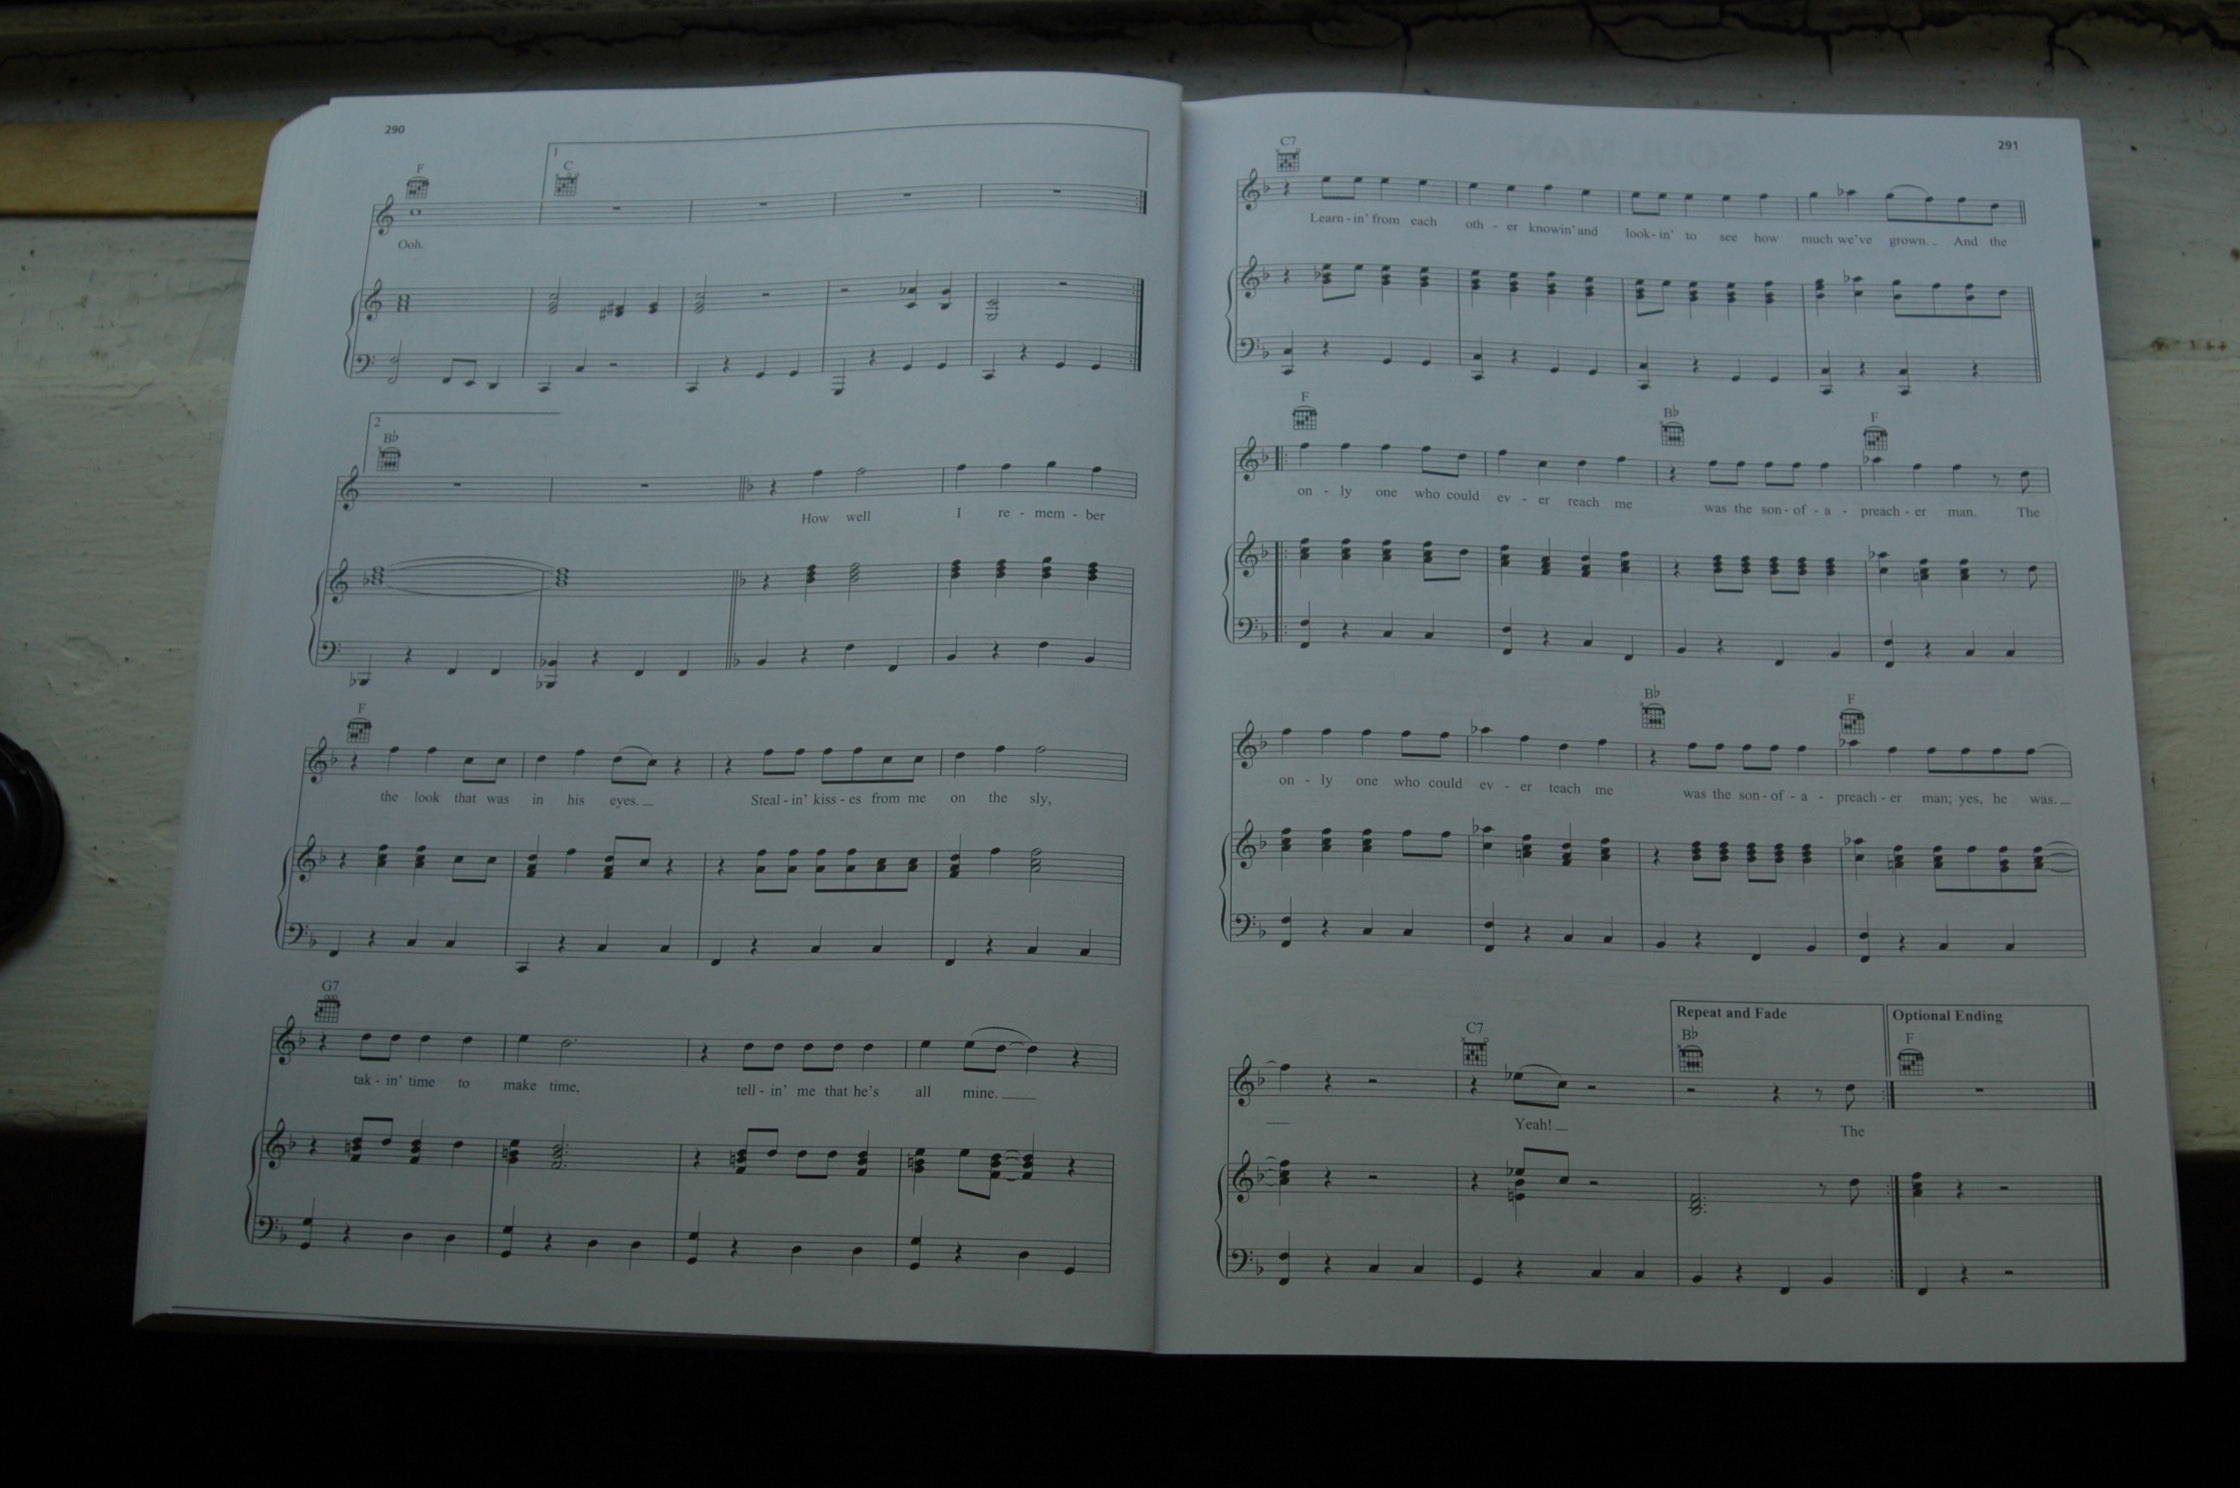 290
1
F C
Ooh.
2
Bb
How well I re - mem - ber
F
the look that was in his eyes. Steal - in' kiss - es from me on the sly,
G7
tak - in' time to make time, tell - in' me that he's all mine.
291
C7
Learn - in' from each oth - er knowin' and look - in' to see how much we've grown. And the
F Bb F
on - ly one who could ev - er reach me was the son - of - a - preach - er man. The
Bb F
on - ly one who could ev - er teach me was the son - of - a - preach - er man; yes, he was.
Repeat and Fade Optional Ending
C7 Bb F
Yeah! The